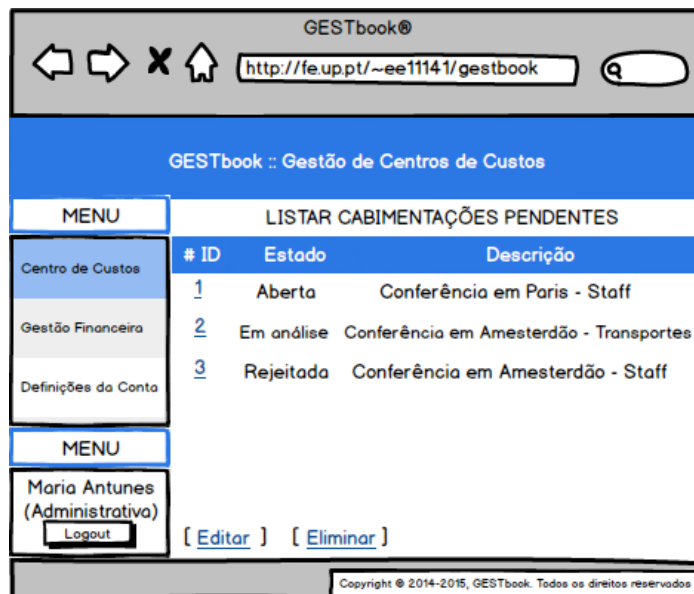 GESTbook®
http://fe.up.pt/~ee11141/gestbook
GESTbook :: Gestão de Centros de Custos
MENU
Centro de Custos
Gestão Financeira
Definições da Conta
MENU
Maria Antunes
(Administrativa)
Logout
LISTAR CABIMENTAÇÕES PENDENTES
# ID Estado Descrição
1 Aberta Conferência em Paris - Staff
2 Em análise Conferência em Amesterdão - Transportes
3 Rejeitada Conferência em Amesterdão - Staff
[ Editar ] [ Eliminar ]
Copyright © 2014-2015, GESTbook. Todos os direitos reservados